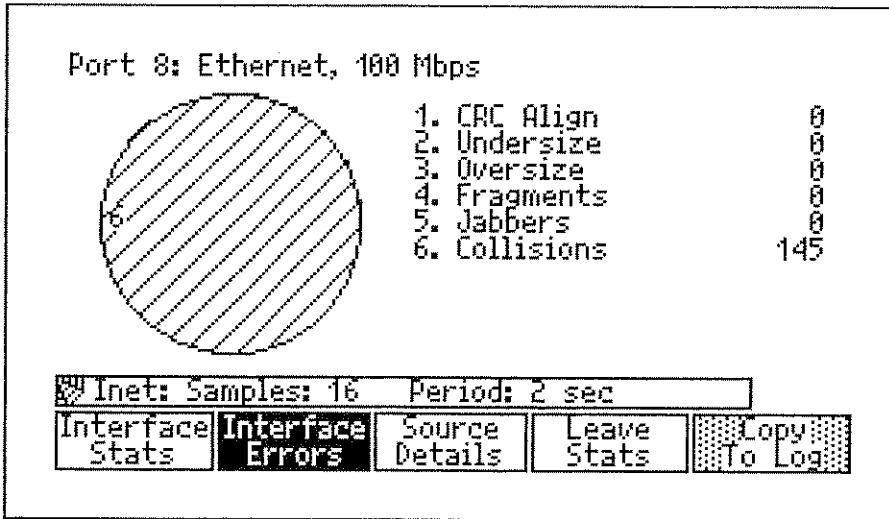 Port 8: Ethernet, 100 Mbps
1. CRC Align 0
2. Undersize 0
3. Oversize 0
4. Fragments 0
5. Jabbers 0
6. Collisions 145
6
Inet: Samples: 16 Period: 2 sec
Interface Stats
Interface Errors
Source Details
Leave Stats
Copy To Log